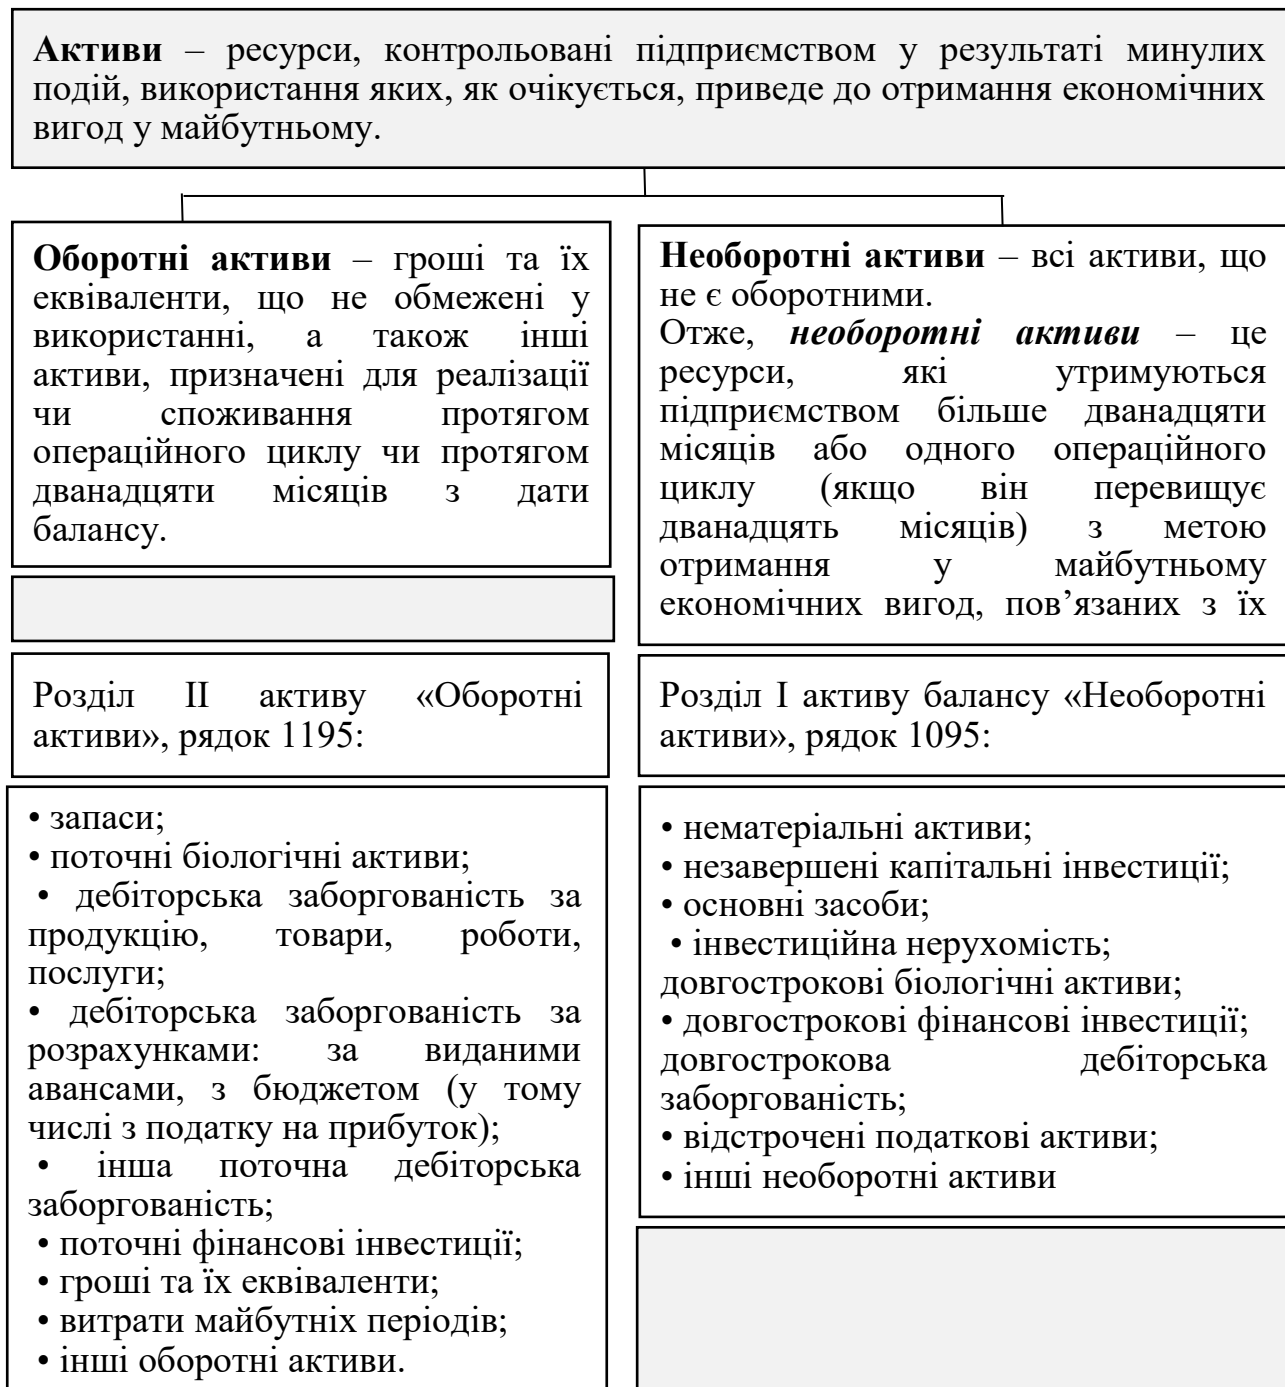 Активи – ресурси, контрольовані підприємством у результаті минулих
подій, використання яких, як очікується, приведе до отримання економічних
вигод у майбутньому.
Оборотні активи – гроші та їх
еквіваленти, що не обмежені у
використанні, а також інші
активи, призначені для реалізації
чи споживання протягом
операційного циклу чи протягом
дванадцяти місяців з дати
балансу.
Необоротні активи – всі активи, що
не є оборотними.
Отже, необоротні активи – це
ресурси, які утримуються
підприємством більше дванадцяти
місяців або одного операційного
циклу (якщо він перевищує
дванадцять місяців) з метою
отримання у майбутньому
економічних вигод, пов’язаних з їх
Розділ II активу «Оборотні
активи», рядок 1195:
Розділ І активу балансу «Необоротні
активи», рядок 1095:
• запаси;
• поточні біологічні активи;
• дебіторська заборгованість за
продукцію, товари, роботи,
послуги;
• дебіторська заборгованість за
розрахунками: за виданими
авансами, з бюджетом (у тому
числі з податку на прибуток);
• інша поточна дебіторська
заборгованість;
• поточні фінансові інвестиції;
• гроші та їх еквіваленти;
• витрати майбутніх періодів;
• інші оборотні активи.
• нематеріальні активи;
• незавершені капітальні інвестиції;
• основні засоби;
• інвестиційна нерухомість;
довгострокові біологічні активи;
• довгострокові фінансові інвестиції;
довгострокова дебіторська
заборгованість;
• відстрочені податкові активи;
• інші необоротні активи